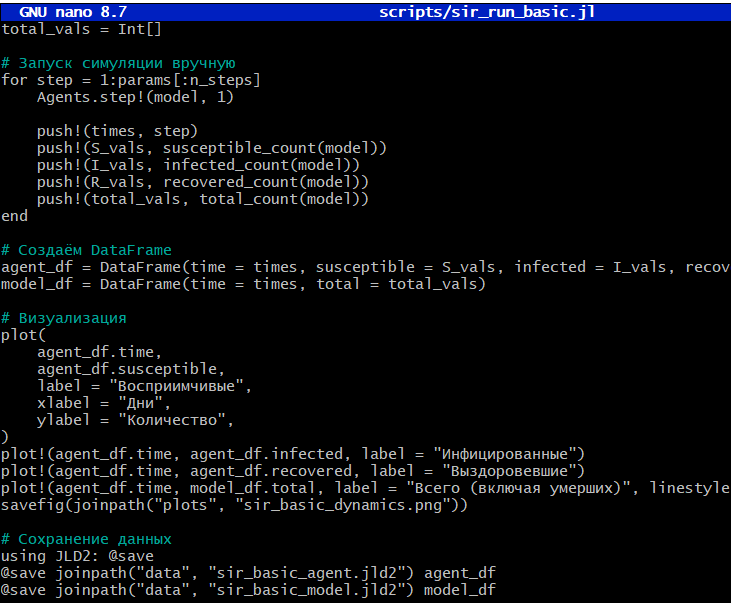 GNU nano 8.7 scripts/sir_run_basic.jl
total_vals = Int[]
# Запуск симуляции вручную
for step = 1:params[:n_steps]
    Agents.step!(model, 1)
    push!(times, step)
    push!(S_vals, susceptible_count(model))
    push!(I_vals, infected_count(model))
    push!(R_vals, recovered_count(model))
    push!(total_vals, total_count(model))
end
# Создаём DataFrame
agent_df = DataFrame(time = times, susceptible = S_vals, infected = I_vals, recov
model_df = DataFrame(time = times, total = total_vals)
# Визуализация
plot(
    agent_df.time,
    agent_df.susceptible,
    label = "Восприимчивые",
    xlabel = "Дни",
    ylabel = "Количество",
)
plot!(agent_df.time, agent_df.infected, label = "Инфицированные")
plot!(agent_df.time, agent_df.recovered, label = "Выздоровевшие")
plot!(agent_df.time, model_df.total, label = "Всего (включая умерших)", linestyle
savefig(joinpath("plots", "sir_basic_dynamics.png"))
# Сохранение данных
using JLD2: @save
@save joinpath("data", "sir_basic_agent.jld2") agent_df
@save joinpath("data", "sir_basic_model.jld2") model_df